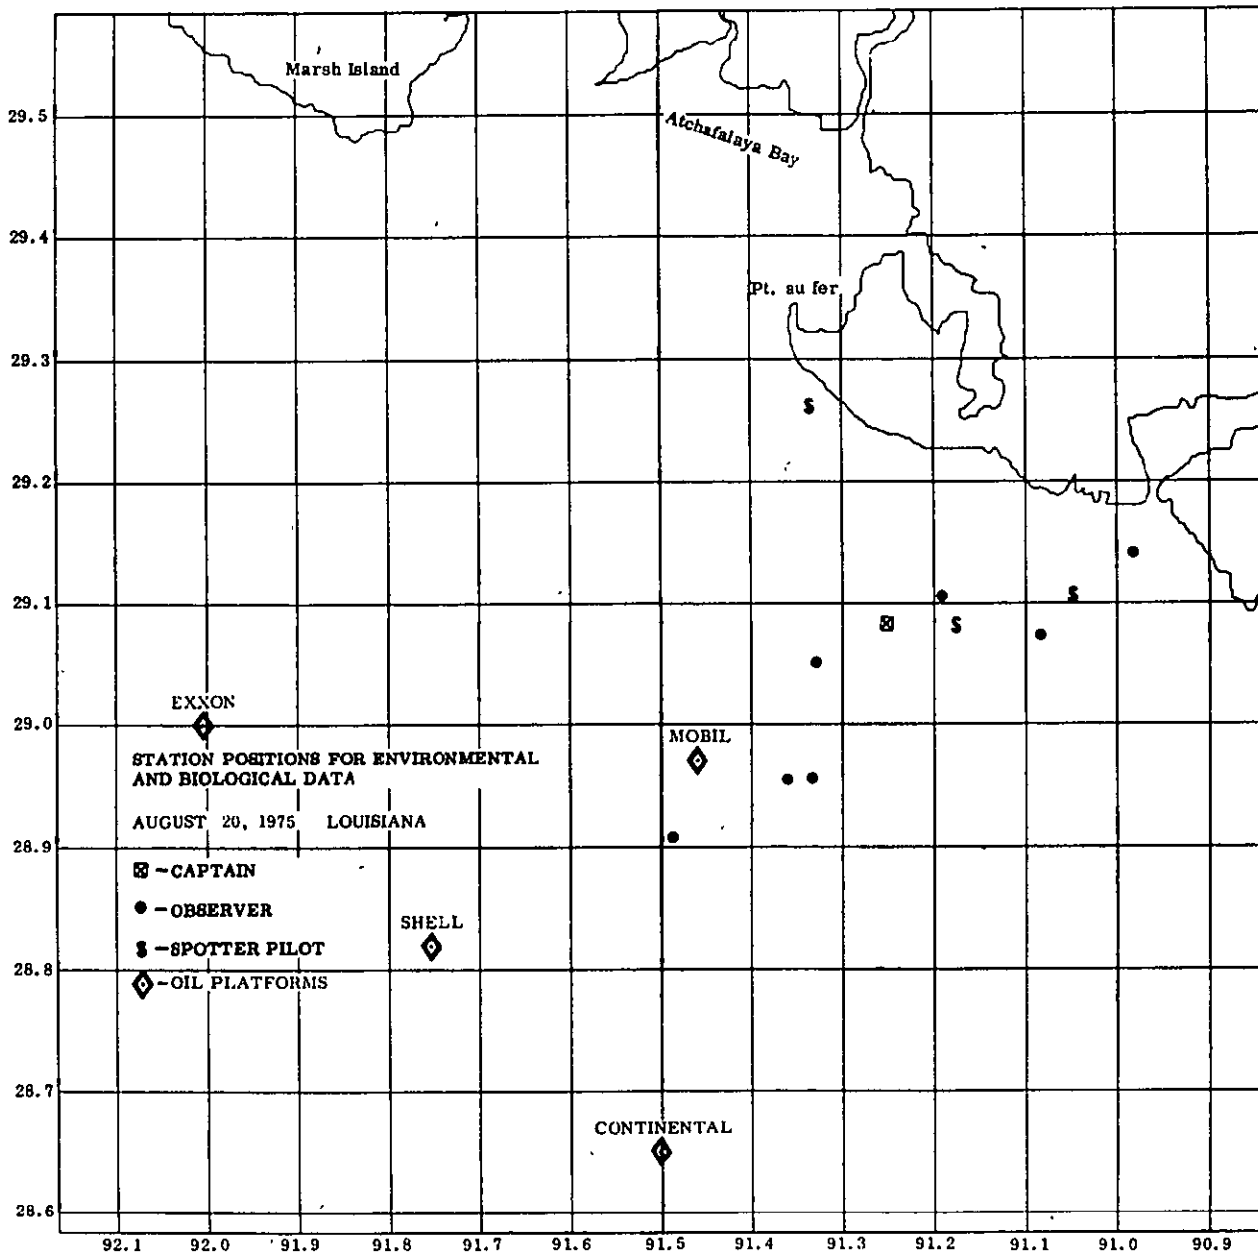 Marsh Island
29.5
Atchafalaya Bay
29.4
Pt. au fer
29.3
S
29.2
29.1
S
S
EXXON
29.0
MOBIL
STATION POSITIONS FOR ENVIRONMENTAL
AND BIOLOGICAL DATA
AUGUST 20, 1975 LOUISIANA
28.9
-CAPTAIN
-OBSERVER
SHELL
S -SPOTTER PILOT
28.8
-OIL PLATFORMS
28.7
CONTINENTAL
28.6
92.1 92.0 91.9 91.8 91.7 91.6 91.5 91.4 91.3 91.2 91.1 91.0 90.9